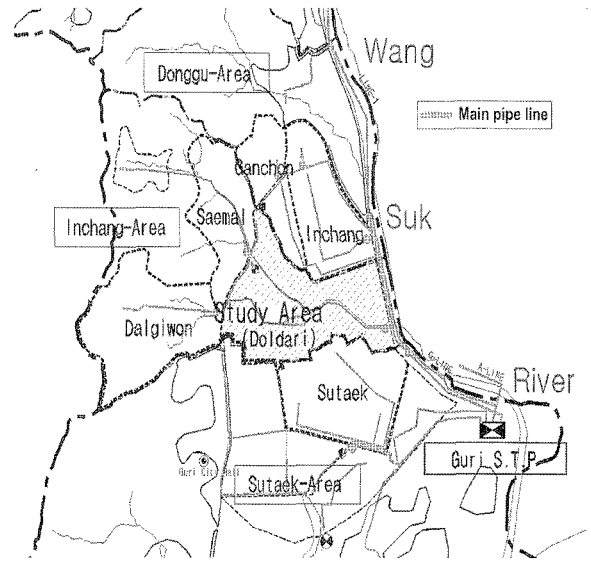 Wang
Donggu-Area
Main pipe line
Ganchon
Saemal
Suk
Inchang-Area
Inchang
Study Area
(Doldari)
Dalgiwon
A-LINE
River
Sutaek
Guri S.T.P
Guri City Hall
Sutaek-Area